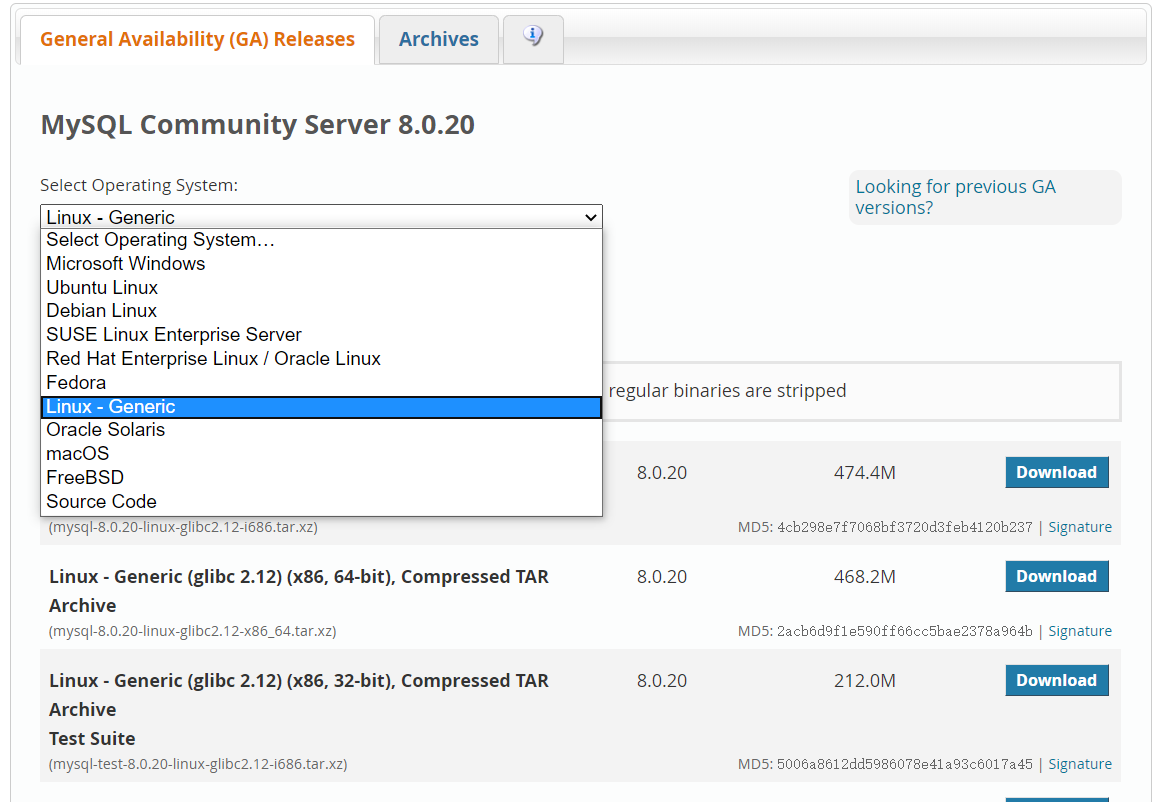 General Availability (GA) Releases
Archives
MySQL Community Server 8.0.20
Select Operating System:
Looking for previous GA
versions?
Linux - Generic
Select Operating System…
Microsoft Windows
Ubuntu Linux
Debian Linux
SUSE Linux Enterprise Server
Red Hat Enterprise Linux / Oracle Linux
Fedora
Linux - Generic
Oracle Solaris
macOS
FreeBSD
Source Code
regular binaries are stripped
8.0.20 474.4M Download
(mysql-8.0.20-linux-glibc2.12-i686.tar.xz) MD5: 4cb298e7f7068bf3720d3feb4120b237 | Signature
Linux - Generic (glibc 2.12) (x86, 64-bit), Compressed TAR 8.0.20 468.2M Download
Archive
(mysql-8.0.20-linux-glibc2.12-x86_64.tar.xz) MD5: 2acb6d9f1e590ff66cc5bae2378a964b | Signature
Linux - Generic (glibc 2.12) (x86, 32-bit), Compressed TAR 8.0.20 212.0M Download
Archive
Test Suite
(mysql-test-8.0.20-linux-glibc2.12-i686.tar.xz) MD5: 5006a8612dd5986078e41a93c6017a45 | Signature